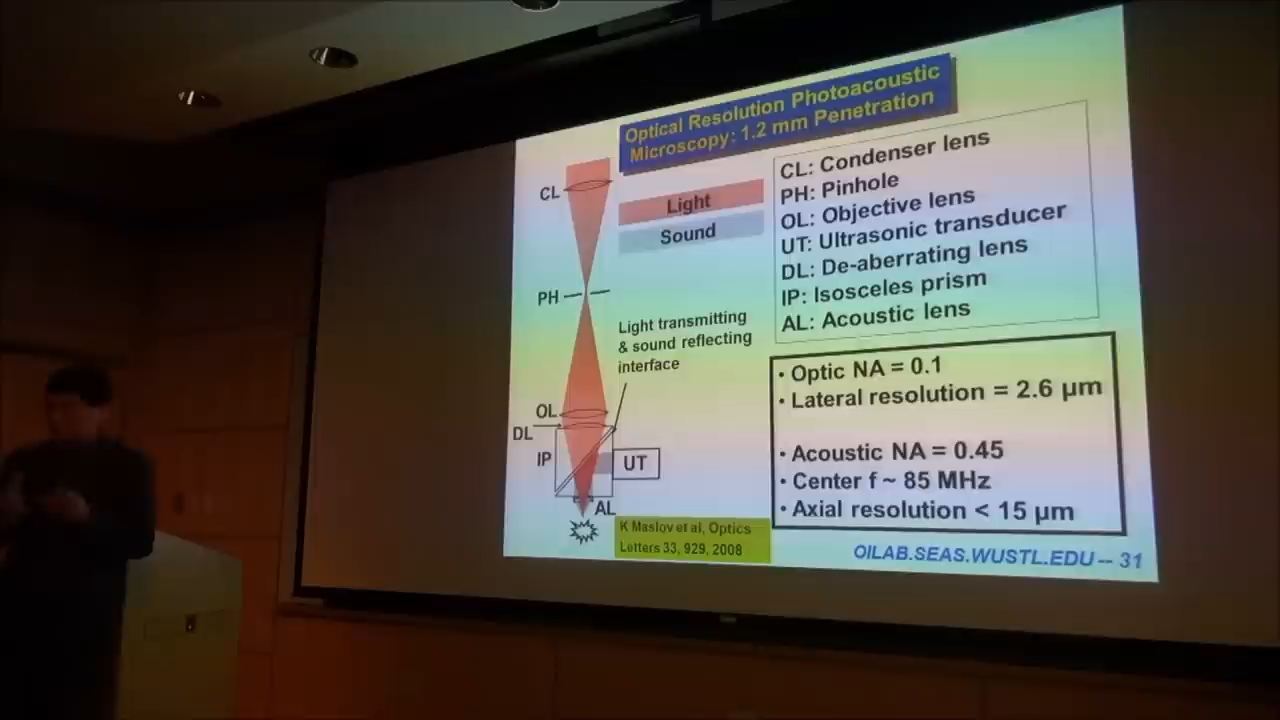 Optical Resolution Photoacoustic
Microscopy: 1.2 mm Penetration
CL
Light
Sound
PH
Light transmitting
& sound reflecting
interface
OL
DL
IP
UT
AL
K Maslov et al, Optics
Letters 33, 929, 2008
CL: Condenser lens
PH: Pinhole
OL: Objective lens
UT: Ultrasonic transducer
DL: De-aberrating lens
IP: Isosceles prism
AL: Acoustic lens
• Optic NA = 0.1
• Lateral resolution = 2.6 µm
• Acoustic NA = 0.45
• Center f ~ 85 MHz
• Axial resolution < 15 µm
OILAB.SEAS.WUSTL.EDU -- 31